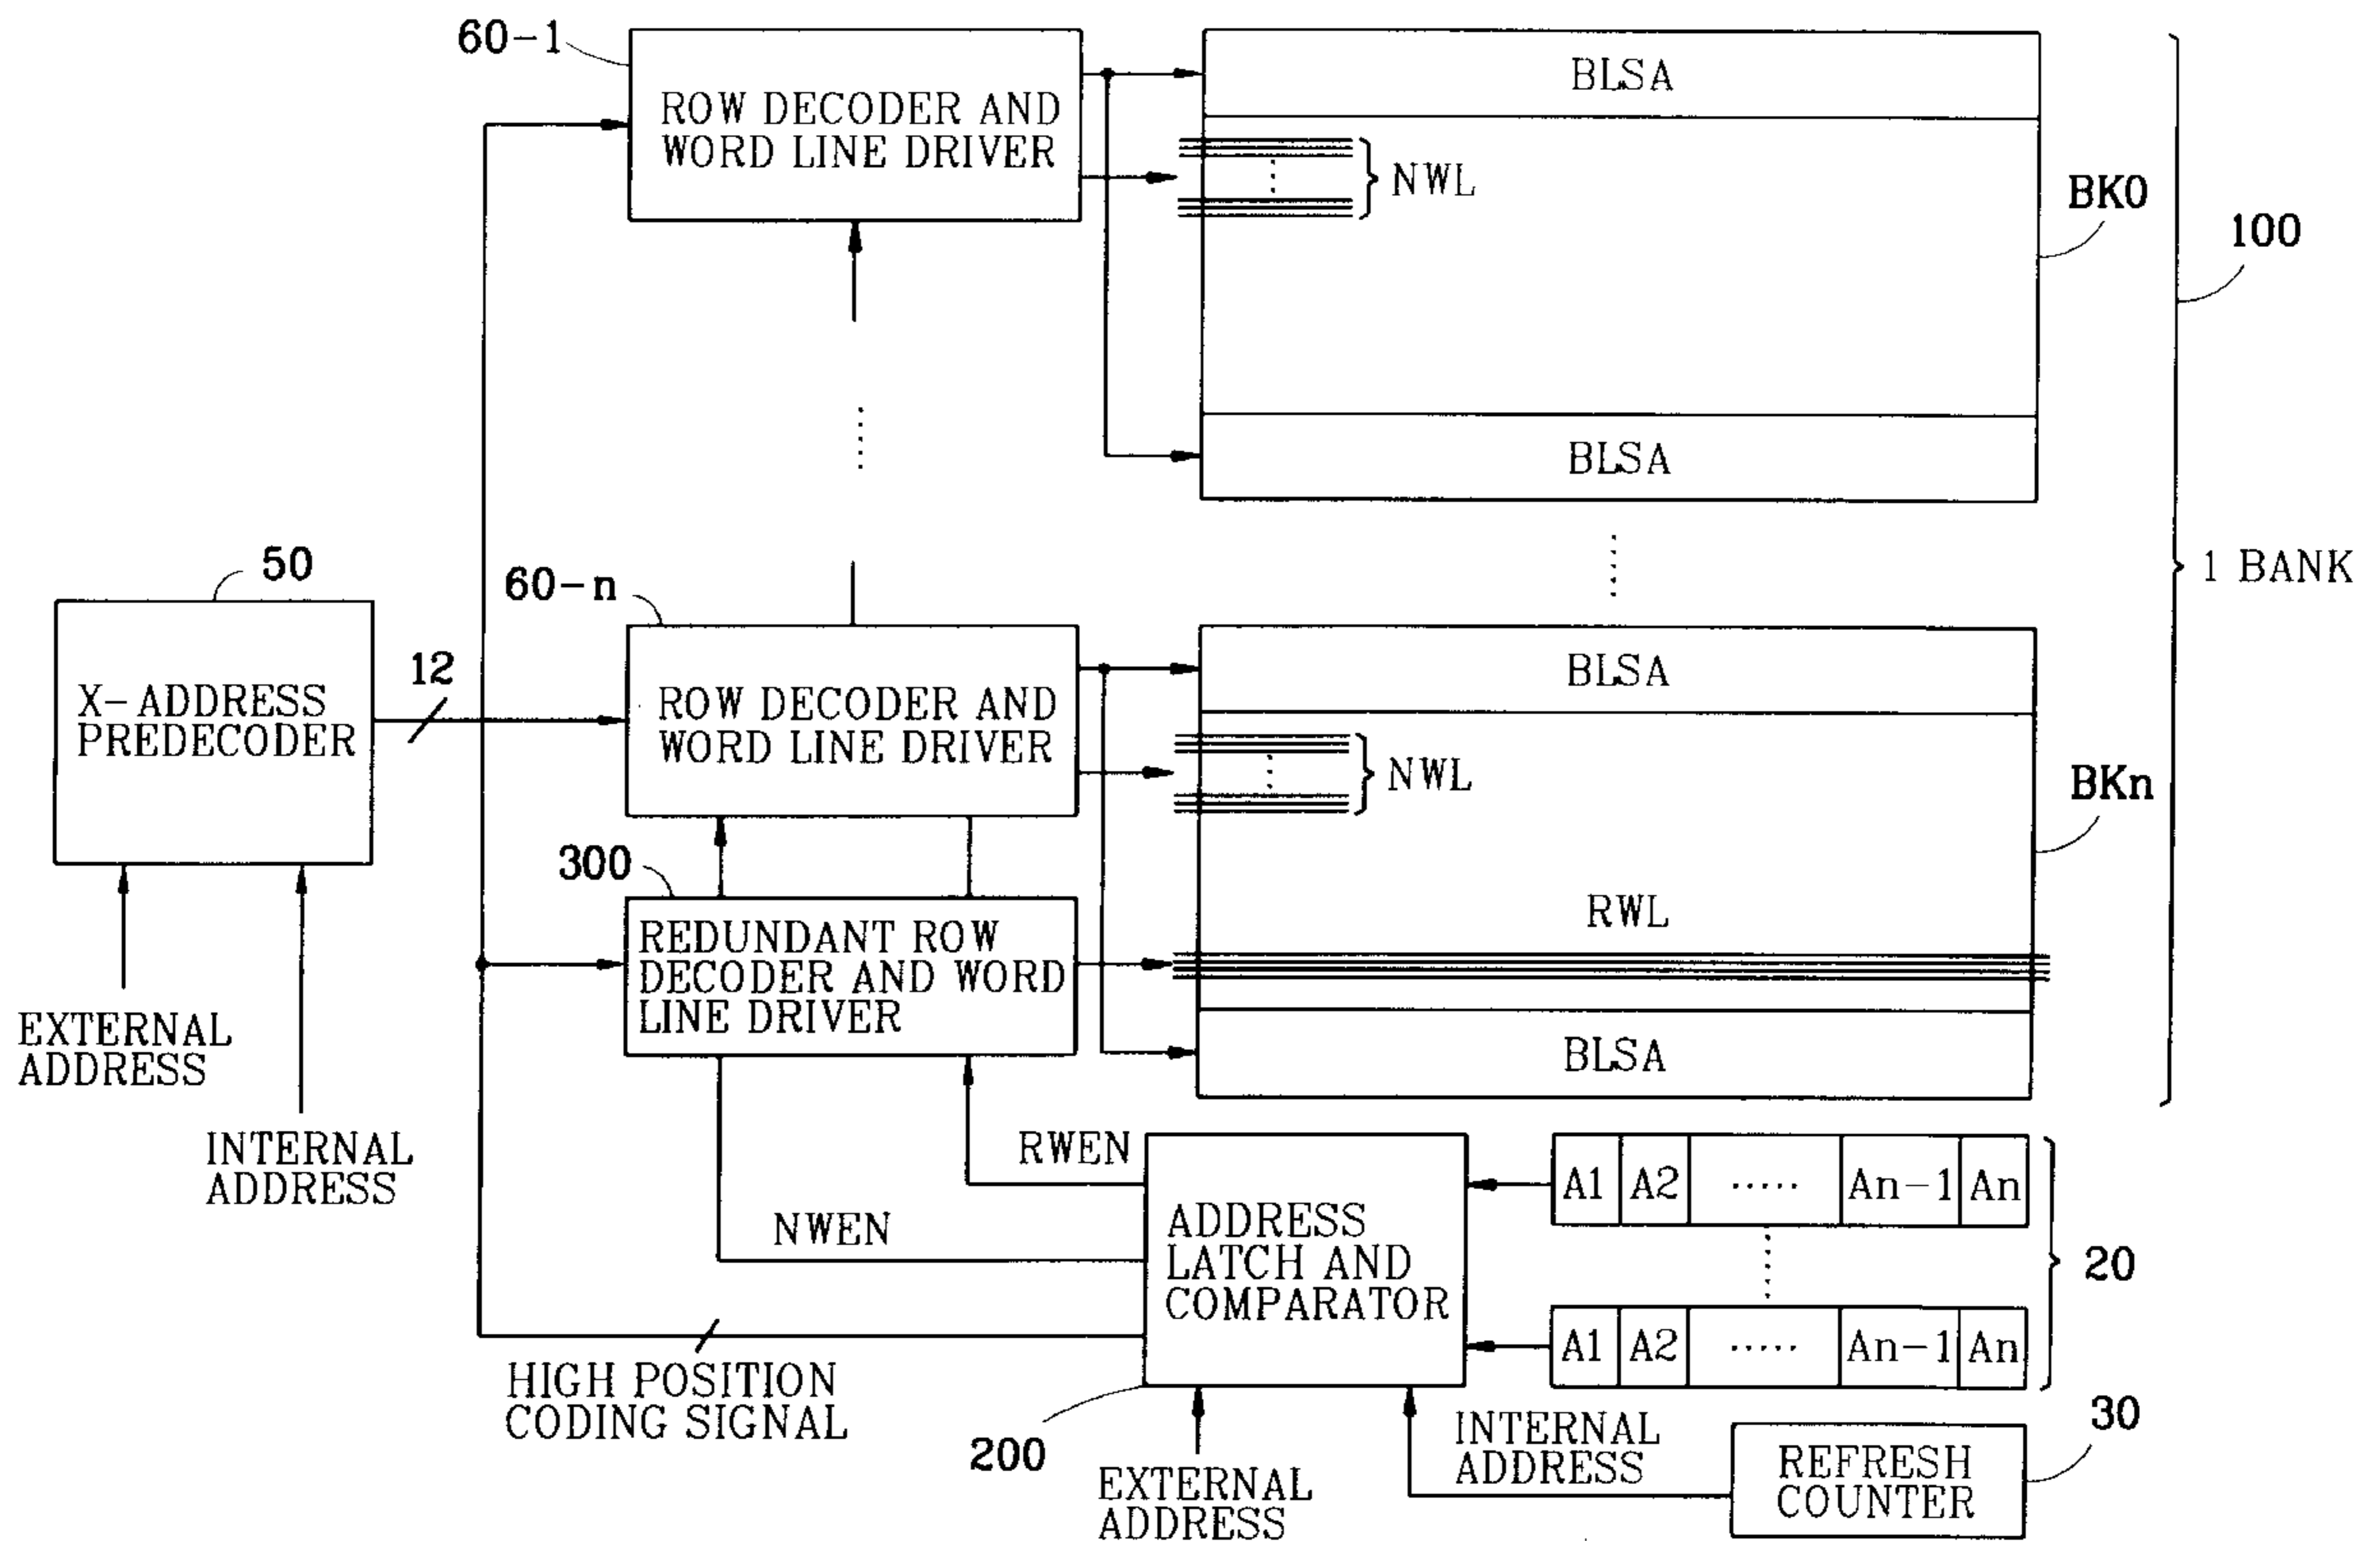 60-1
ROW DECODER AND
WORD LINE DRIVER
BLSA
NWL
BK0
100
BLSA
50
60-n
1 BANK
X-ADDRESS
PREDECODER
12
ROW DECODER AND
WORD LINE DRIVER
BLSA
NWL
BKn
300
REDUNDANT ROW
DECODER AND WORD
LINE DRIVER
RWL
BLSA
EXTERNAL
ADDRESS
INTERNAL
ADDRESS
RWEN
NWEN
ADDRESS
LATCH AND
COMPARATOR
A1 A2 ..... An-1 An
20
A1 A2 ..... An-1 An
HIGH POSITION
CODING SIGNAL
200
EXTERNAL
ADDRESS
INTERNAL
ADDRESS
30
REFRESH
COUNTER